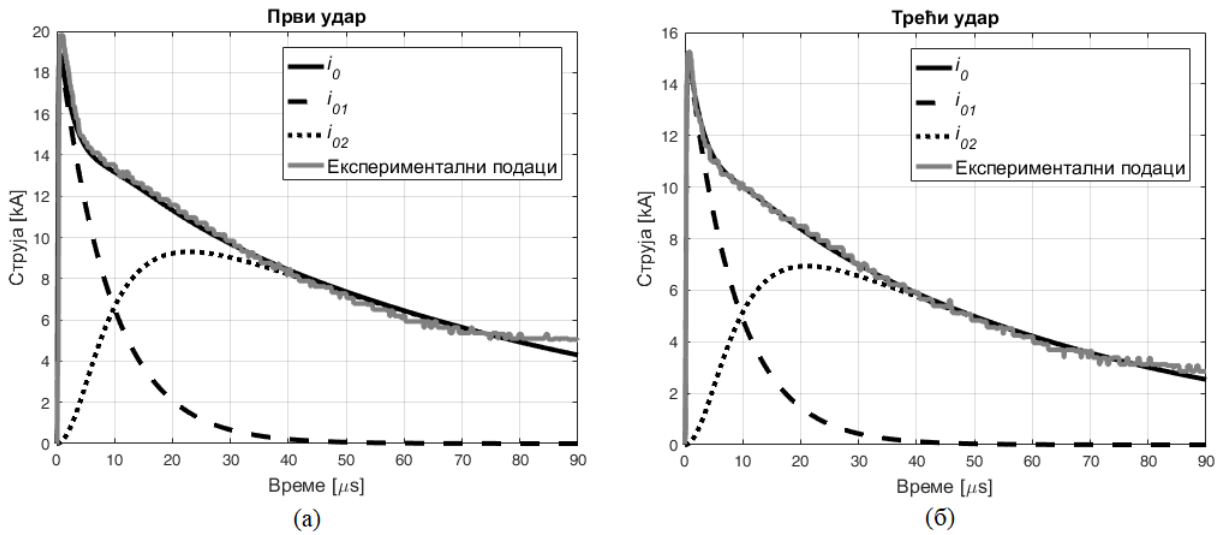 Први удар
20
18
16
14
12
10
8
6
4
2
0
Струја [kA]
i0
i01
i02
Експериментални подаци
0 10 20 30 40 50 60 70 80 90
Време [μs]
(а)
Трећи удар
16
14
12
10
8
6
4
2
0
Струја [kA]
i0
i01
i02
Експериментални подаци
0 10 20 30 40 50 60 70 80 90
Време [μs]
(б)